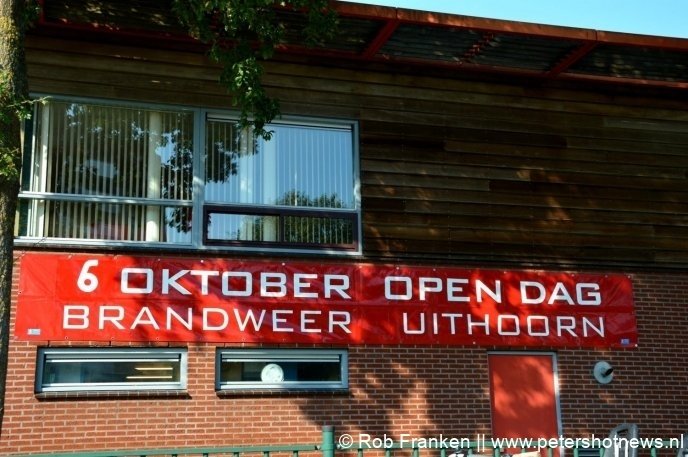 6 OKTOBER OPEN DAG
BRANDWEER UITHOORN
© Rob Franken || www.petershotnews.nl